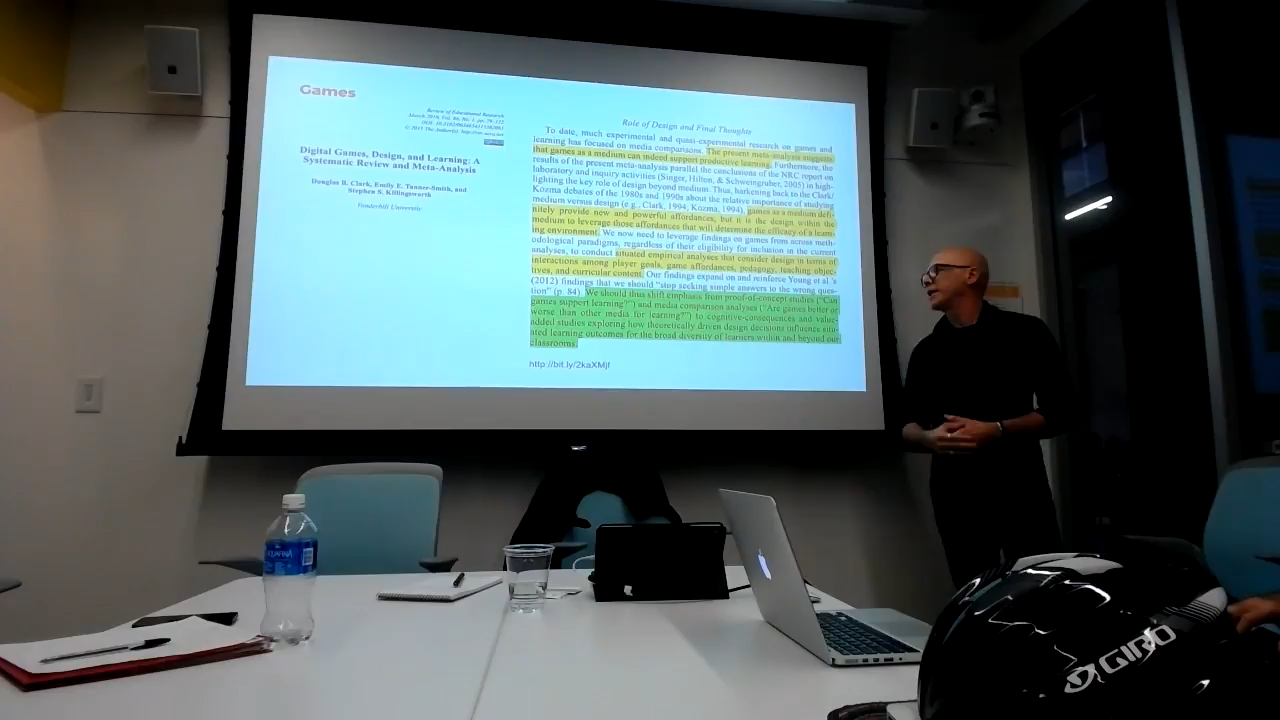 Games
Review of Educational Research
March 2016, Vol. 86, No. 1, pp. 79–122
Digital Games, Design, and Learning: A
Systematic Review and Meta-Analysis
Douglas B. Clark, Emily E. Tanner-Smith, and
Stephen S. Killingsworth
Vanderbilt University
Role of Design and Final Thoughts
To date, much experimental and quasi-experimental research on games and
learning has focused on media comparisons. The present meta-analysis suggests
that games as a medium can indeed support productive learning. Furthermore, the
results of the present meta-analysis parallel the conclusions of the NRC report on
laboratory and inquiry activities (Singer, Hilton, & Schweingruber, 2005) in high-
lighting the key role of design beyond medium. Thus, harkening back to the Clark/
Kozma debates of the 1980s and 1990s about the relative importance of studying
medium versus design (e.g., Clark, 1994; Kozma, 1994), games as a medium defi-
nitely provide new and powerful affordances, but it is the design within the
medium to leverage those affordances that will determine the efficacy of a learn-
ing environment. We now need to leverage findings on games from across meth-
odological paradigms, regardless of their eligibility for inclusion in the current
analyses, to conduct situated empirical analyses that consider design in terms of
interactions among player goals, game affordances, pedagogy, teaching objec-
tives, and curricular content. Our findings expand on and reinforce Young et al.'s
(2012) findings that we should "stop seeking simple answers to the wrong ques-
tion" (p. 84). We should thus shift emphasis from proof-of-concept studies ("Can
games support learning?") and media comparison analyses ("Are games better or
worse than other media for learning?") to cognitive-consequences and value-
added studies exploring how theoretically driven design decisions influence situ-
ated learning outcomes for the broad diversity of learners within and beyond our
classrooms.
http://bit.ly/2kaXMjf
AQUAFINA
GIRO